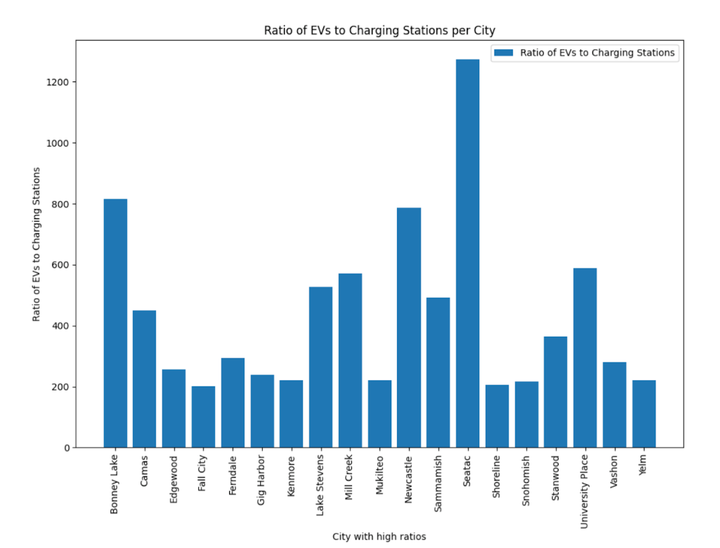 Ratio of EVs to Charging Stations per City
Ratio of EVs to Charging Stations
Ratio of EVs to Charging Stations
1200
1000
800
600
400
200
0
Bonney Lake
Camas
Edgewood
Fall City
Ferndale
Gig Harbor
Kenmore
Lake Stevens
Mill Creek
Mukilteo
Newcastle
Sammamish
Seatac
Shoreline
Snohomish
Stanwood
University Place
Vashon
Yelm
City with high ratios